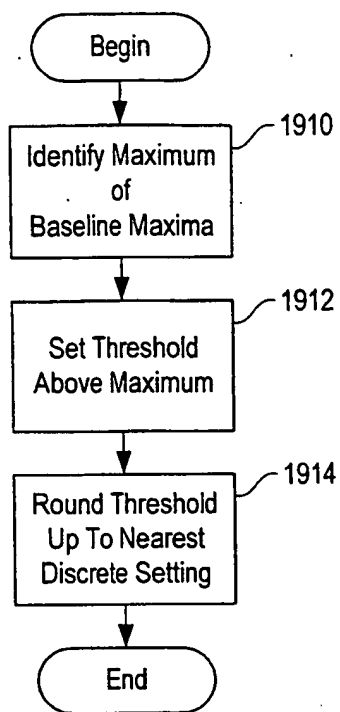 Begin
1910
Identify Maximum
of
Baseline Maxima
1912
Set Threshold
Above Maximum
1914
Round Threshold
Up To Nearest
Discrete Setting
End